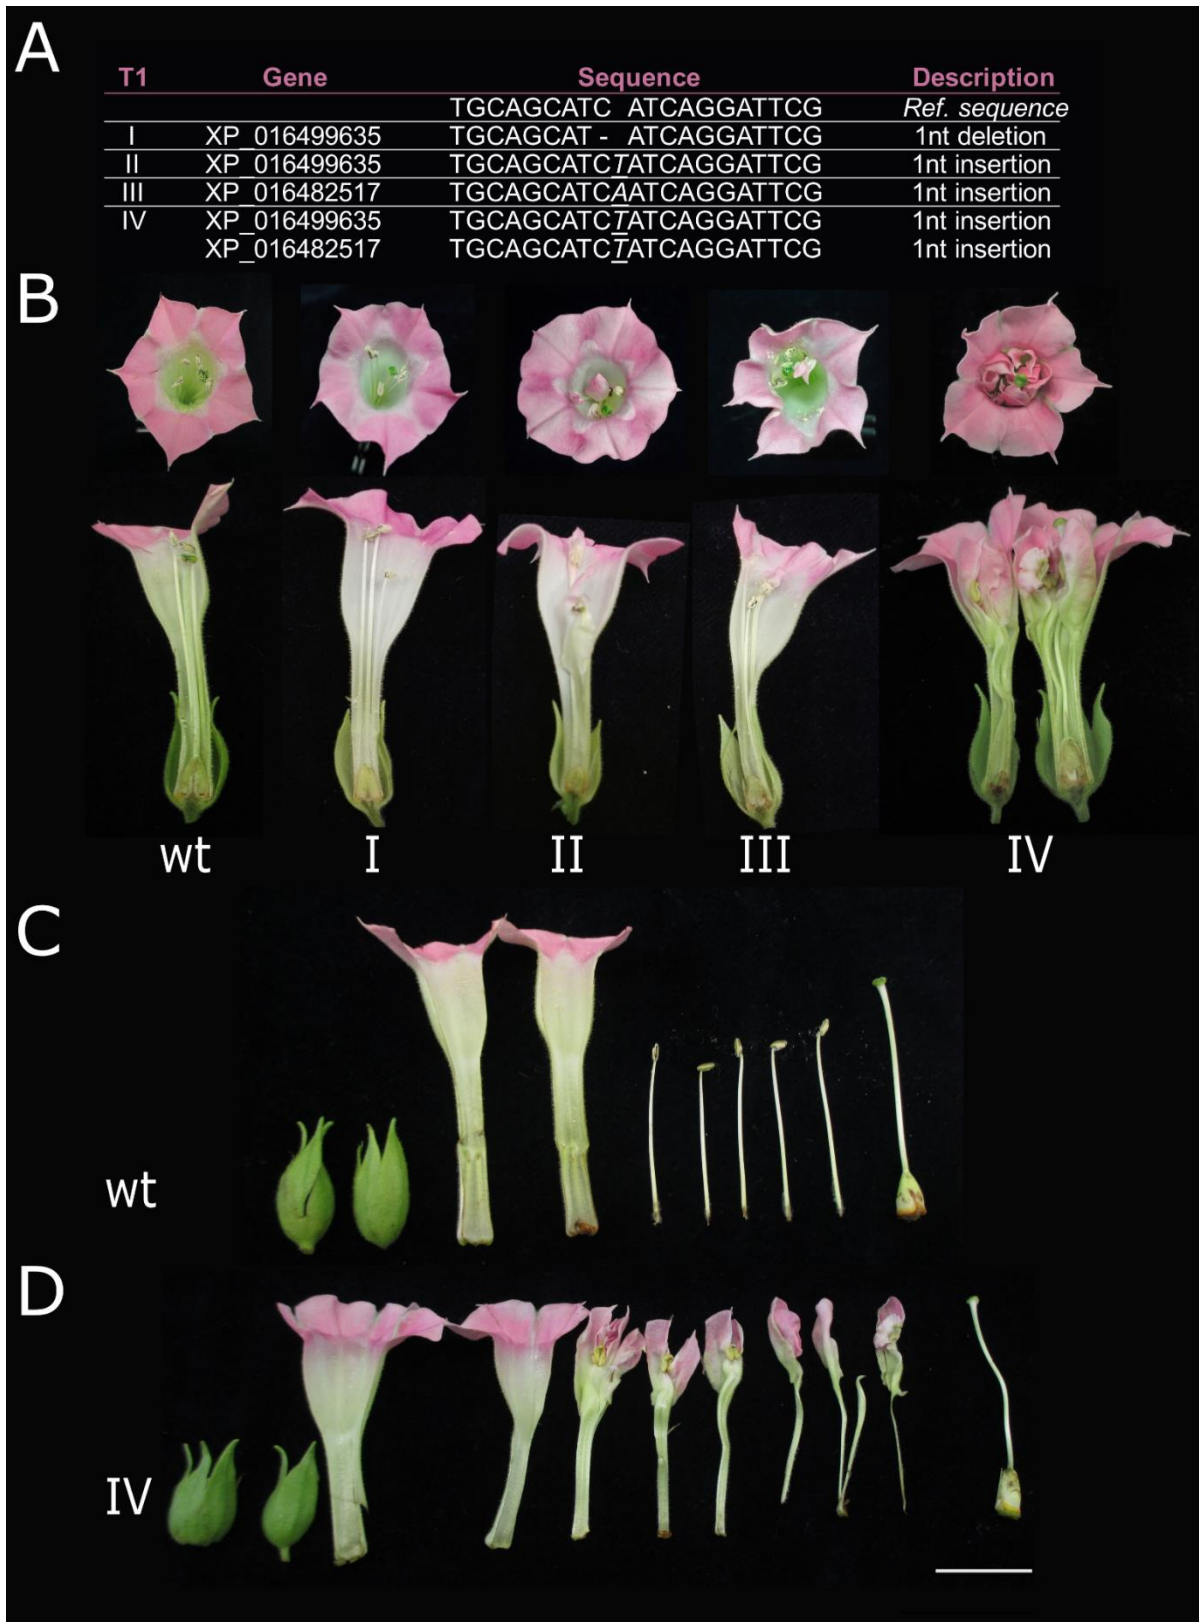 A
T1 Gene Sequence Description
TGCAGCATC ATCAGGATTCG Ref. sequence
I XP_016499635 TGCAGCAT - ATCAGGATTCG 1nt deletion
II XP_016499635 TGCAGCATCTATCAGGATTCG 1nt insertion
III XP_016482517 TGCAGCATCAATCAGGATTCG 1nt insertion
IV XP_016499635 TGCAGCATCTATCAGGATTCG 1nt insertion
XP_016482517 TGCAGCATCTATCAGGATTCG 1nt insertion
B
wt I II III IV
C
wt
D
IV